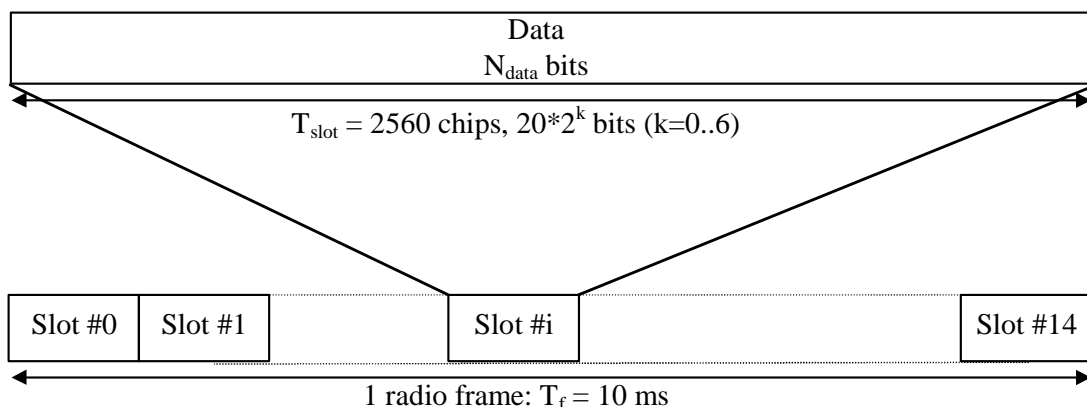 Data
N_data bits
T_slot = 2560 chips, 20*2^k bits (k=0..6)
Slot #0 Slot #1 Slot #i Slot #14
1 radio frame: T_f = 10 ms